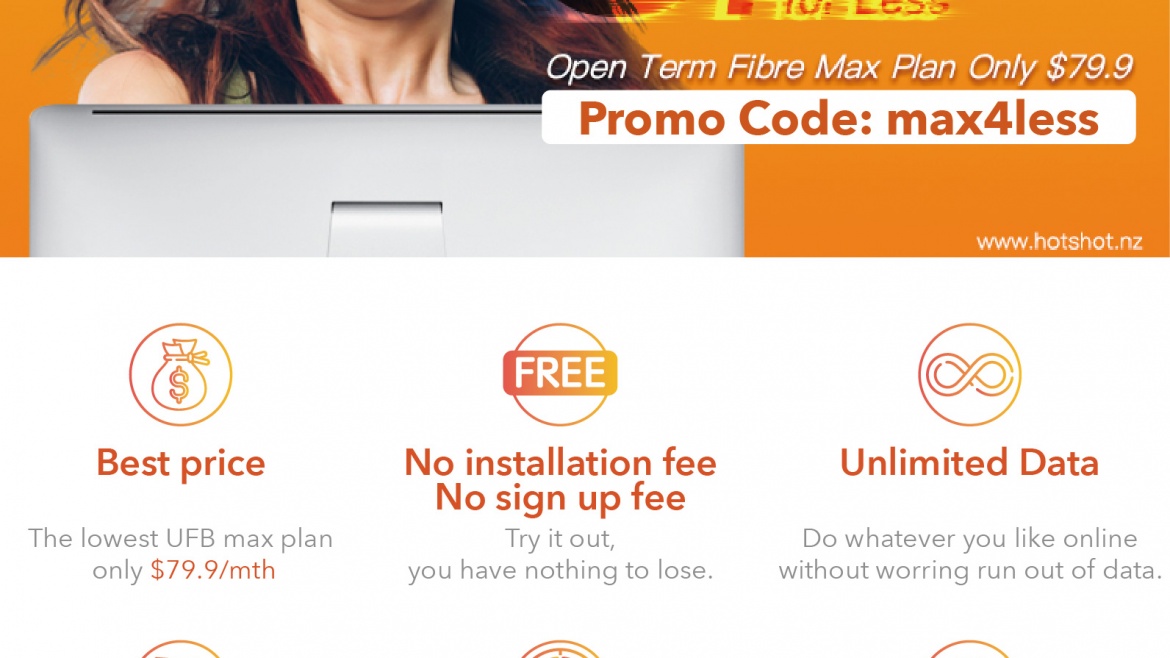 for Less
Open Term Fibre Max Plan Only $79.9
Promo Code: max4less
www.hotshot.nz
FREE
Best price
No installation fee
No sign up fee
Unlimited Data
The lowest UFB max plan
only $79.9/mth
Try it out,
you have nothing to lose.
Do whatever you like online
without worring run out of data.